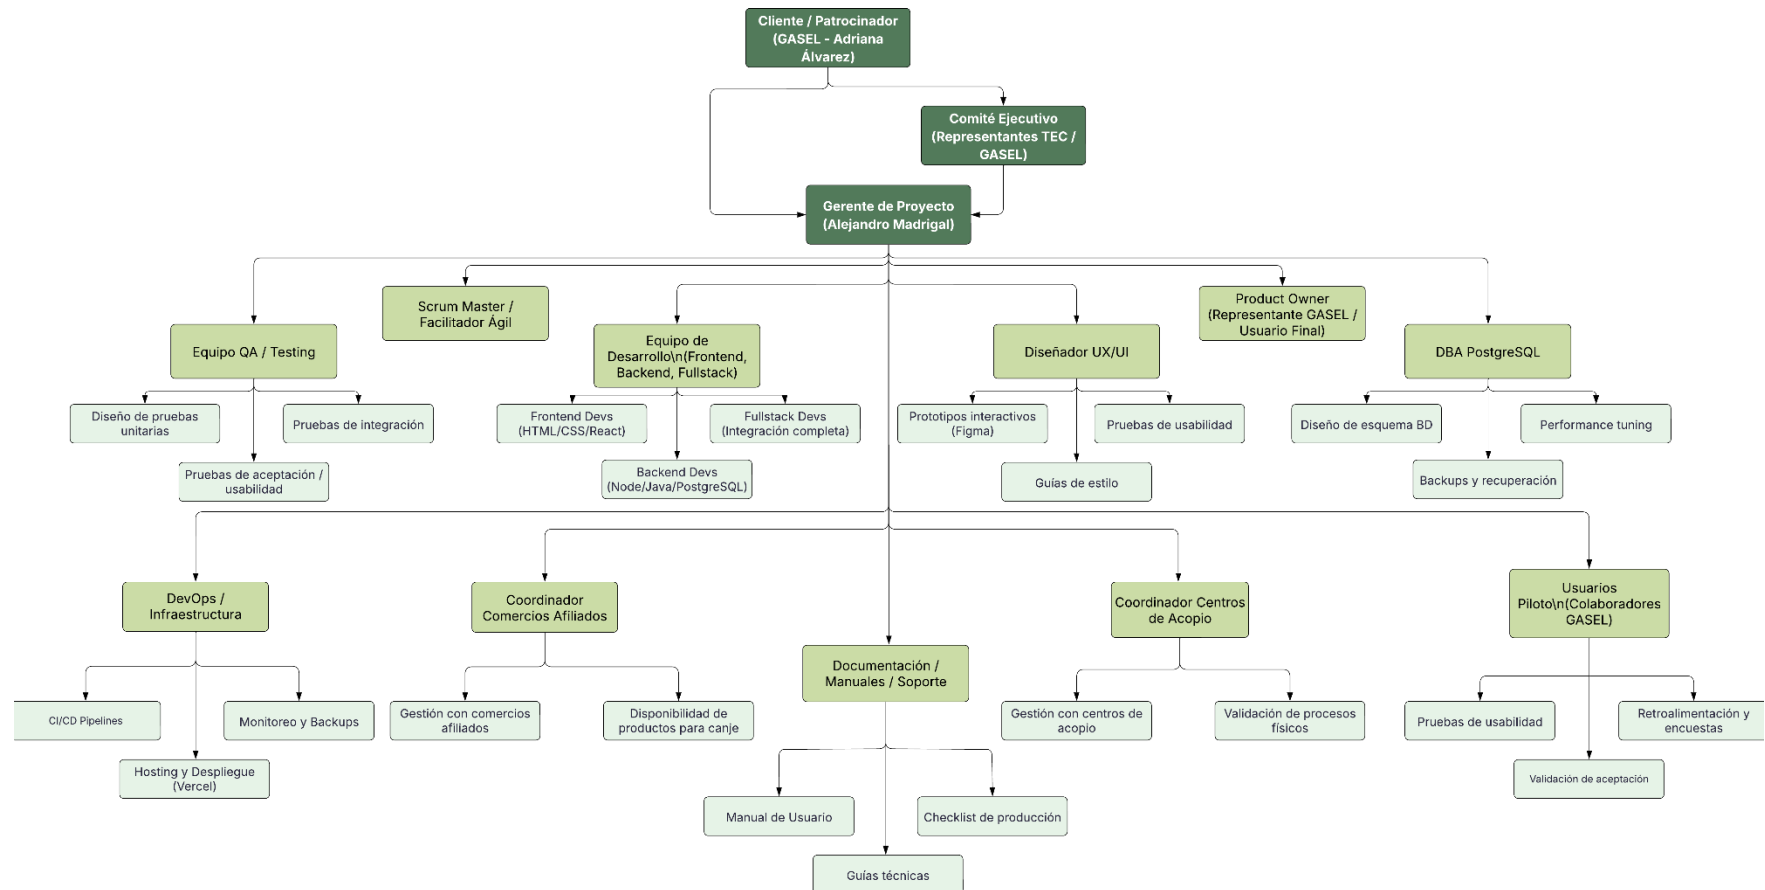 Cliente / Patrocinador
(GASEL - Adriana
Álvarez)
Comité Ejecutivo
(Representantes TEC /
GASEL)
Gerente de Proyecto
(Alejandro Madrigal)
Scrum Master /
Facilitador Ágil
Product Owner
(Representante GASEL /
Usuario Final)
Equipo QA / Testing
Equipo de
Desarrollo\n(Frontend,
Backend, Fullstack)
Diseñador UX/UI
DBA PostgreSQL
Diseño de pruebas
unitarias
Pruebas de integración
Frontend Devs
(HTML/CSS/React)
Fullstack Devs
(Integración completa)
Prototipos interactivos
(Figma)
Pruebas de usabilidad
Diseño de esquema BD
Performance tuning
Pruebas de aceptación /
usabilidad
Backend Devs
(Node/Java/PostgreSQL)
Guías de estilo
Backups y recuperación
DevOps /
Infraestructura
Coordinador
Comercios Afiliados
Coordinador Centros
de Acopio
Usuarios
Piloto\n(Colaboradores
GASEL)
Documentación /
Manuales / Soporte
CI/CD Pipelines
Monitoreo y Backups
Gestión con comercios
afiliados
Disponibilidad de
productos para canje
Gestión con centros de
acopio
Validación de procesos
físicos
Pruebas de usabilidad
Retroalimentación y
encuestas
Hosting y Despliegue
(Vercel)
Validación de aceptación
Manual de Usuario
Checklist de producción
Guías técnicas